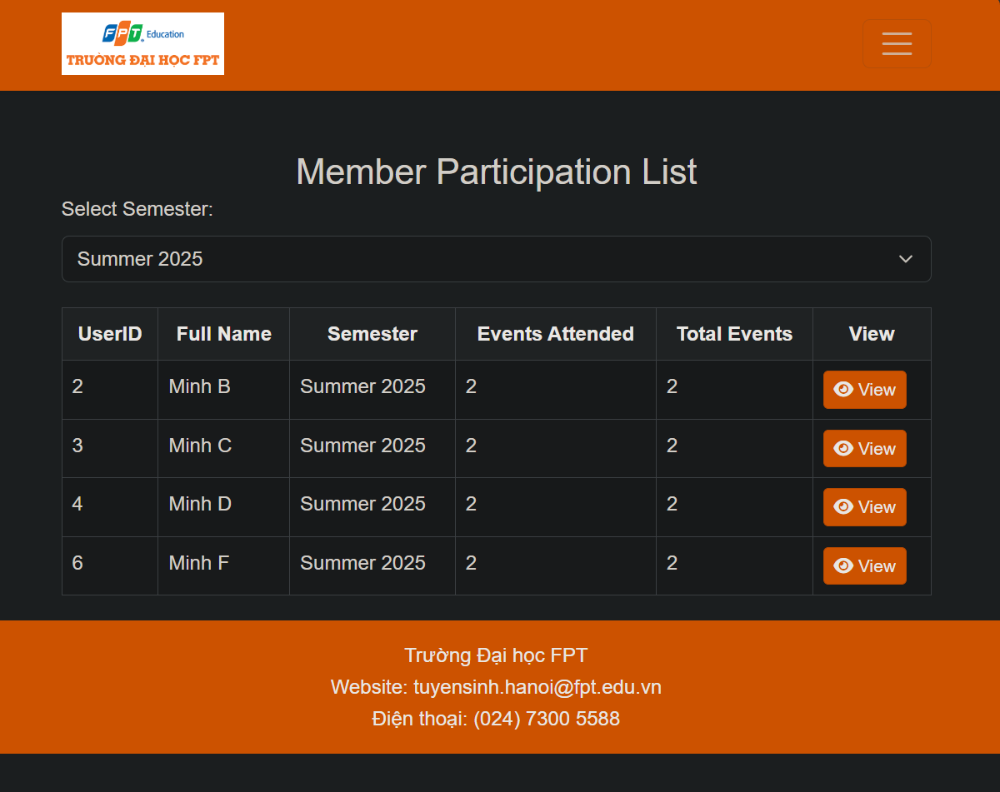 FPT Education
TRƯỜNG ĐẠI HỌC FPT
Member Participation List
Select Semester:
Summer 2025
UserID Full Name Semester Events Attended Total Events View
2 Minh B Summer 2025 2 2 View
3 Minh C Summer 2025 2 2 View
4 Minh D Summer 2025 2 2 View
6 Minh F Summer 2025 2 2 View
Trường Đại học FPT
Website: tuyensinh.hanoi@fpt.edu.vn
Điện thoại: (024) 7300 5588